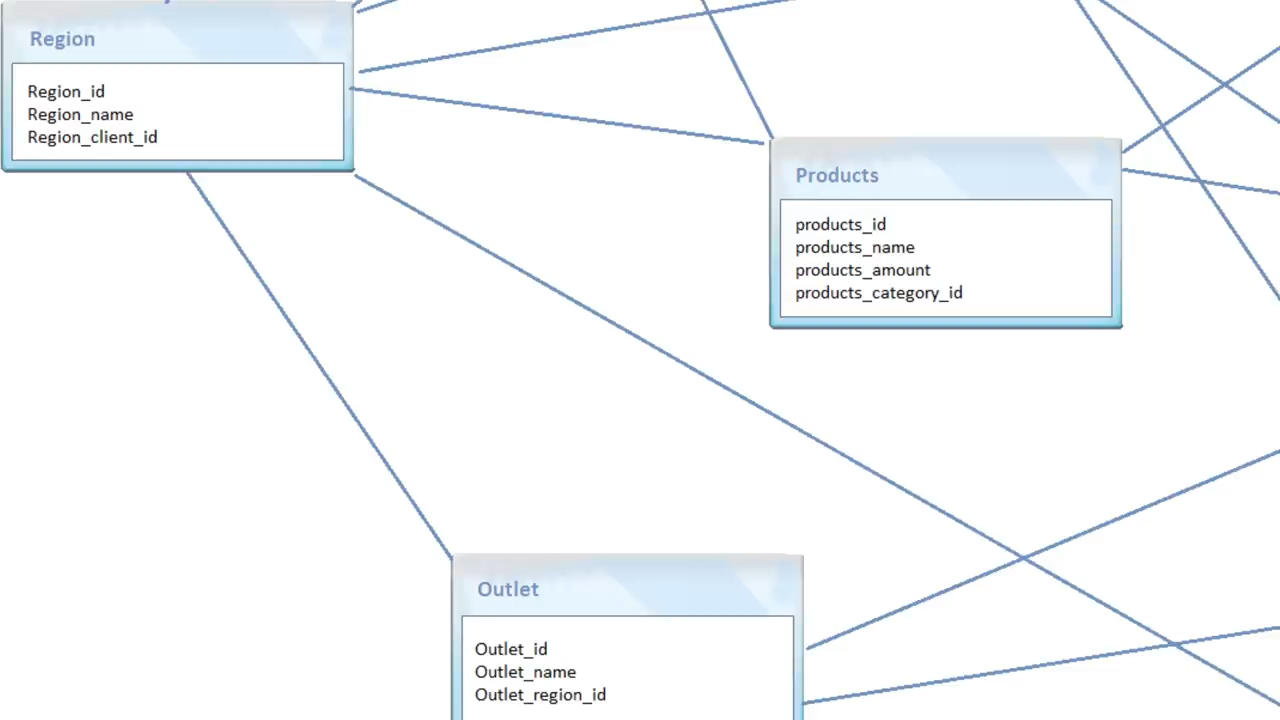 Region
Region_id
Region_name
Region_client_id
Products
products_id
products_name
products_amount
products_category_id
Outlet
Outlet_id
Outlet_name
Outlet_region_id